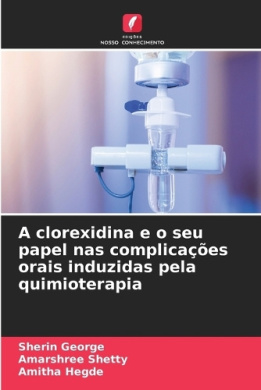 edições
NOSSO CONHECIMENTO
A clorexidina e o seu
papel nas complicações
orais induzidas pela
quimioterapia
Sherin George
Amarshree Shetty
Amitha Hegde